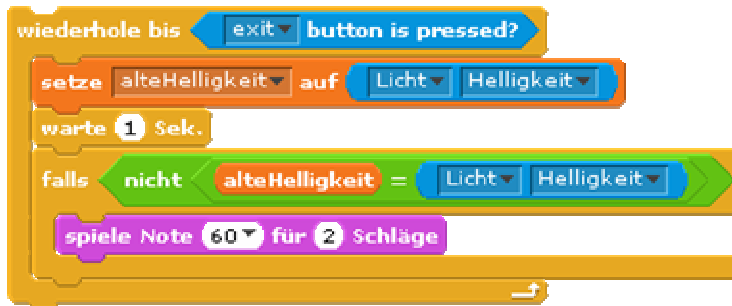 wiederhole bis exit button is pressed?
setze alteHelligkeit auf Licht Helligkeit
warte 1 Sek.
falls nicht alteHelligkeit = Licht Helligkeit
spiele Note 60 für 2 Schläge